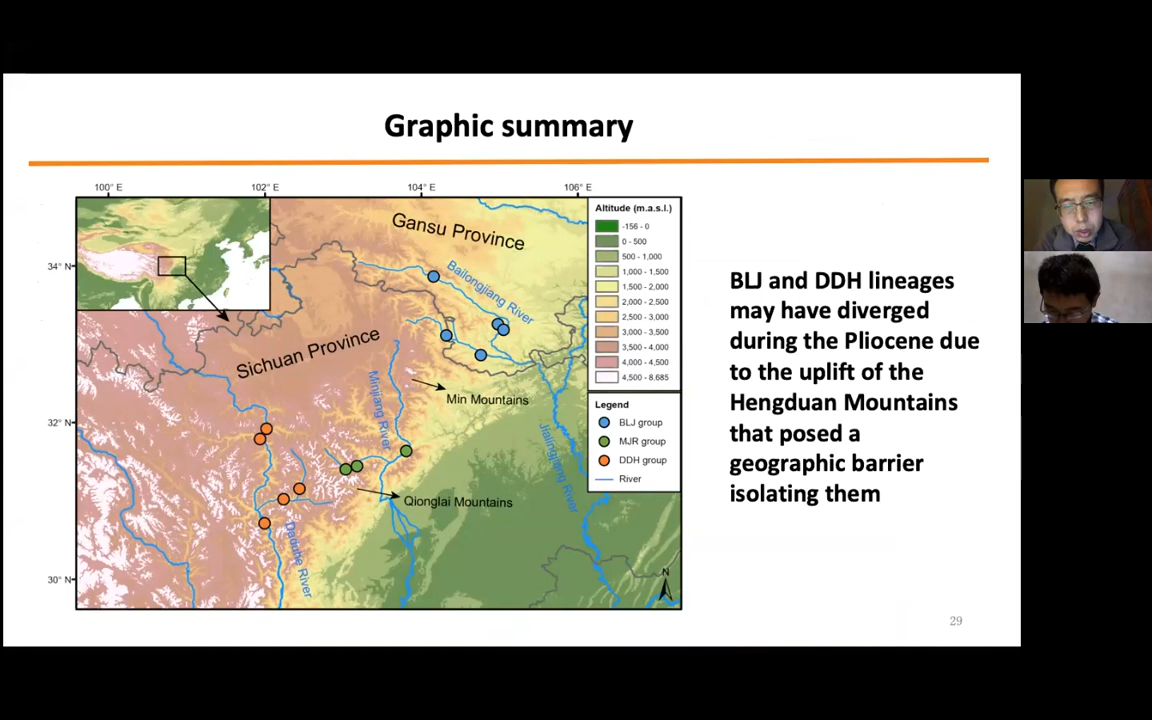 Graphic summary
100° E
102° E
104° E
106° E
34° N
32° N
30° N
Gansu Province
Bailongjiang River
Sichuan Province
Minjiang River
Min Mountains
Jialingjiang River
Qionglai Mountains
Daduhe River
Altitude (m.a.s.l.)
-156 - 0
0 - 500
500 - 1,000
1,000 - 1,500
1,500 - 2,000
2,000 - 2,500
2,500 - 3,000
3,000 - 3,500
3,500 - 4,000
4,000 - 4,500
4,500 - 8.685
Legend
BLJ group
MJR group
DDH group
River
N
BLJ and DDH lineages
may have diverged
during the Pliocene due
to the uplift of the
Hengduan Mountains
that posed a
geographic barrier
isolating them
29